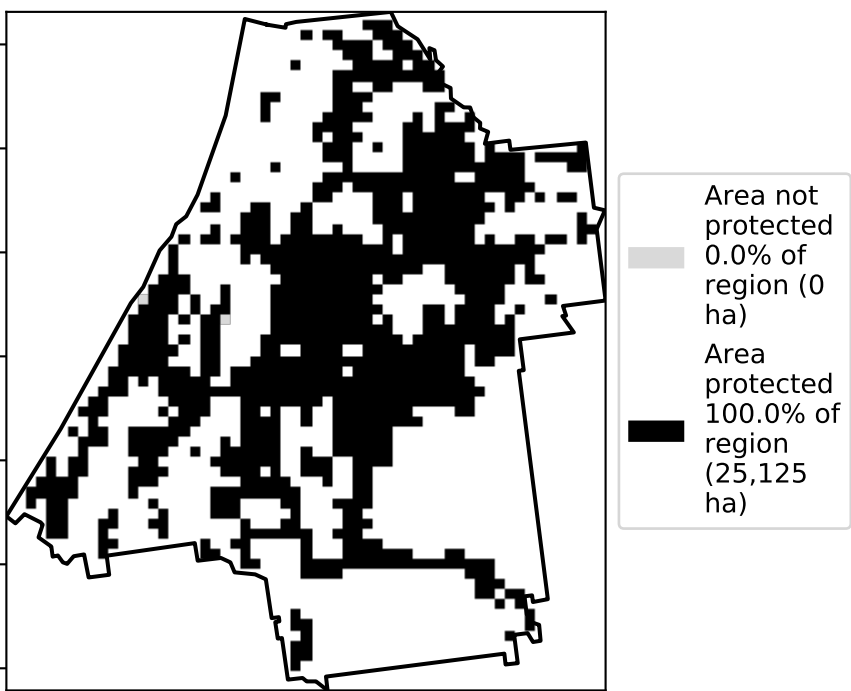 Area not
protected
0.0% of
region (0
ha)
Area
protected
100.0% of
region
(25,125
ha)